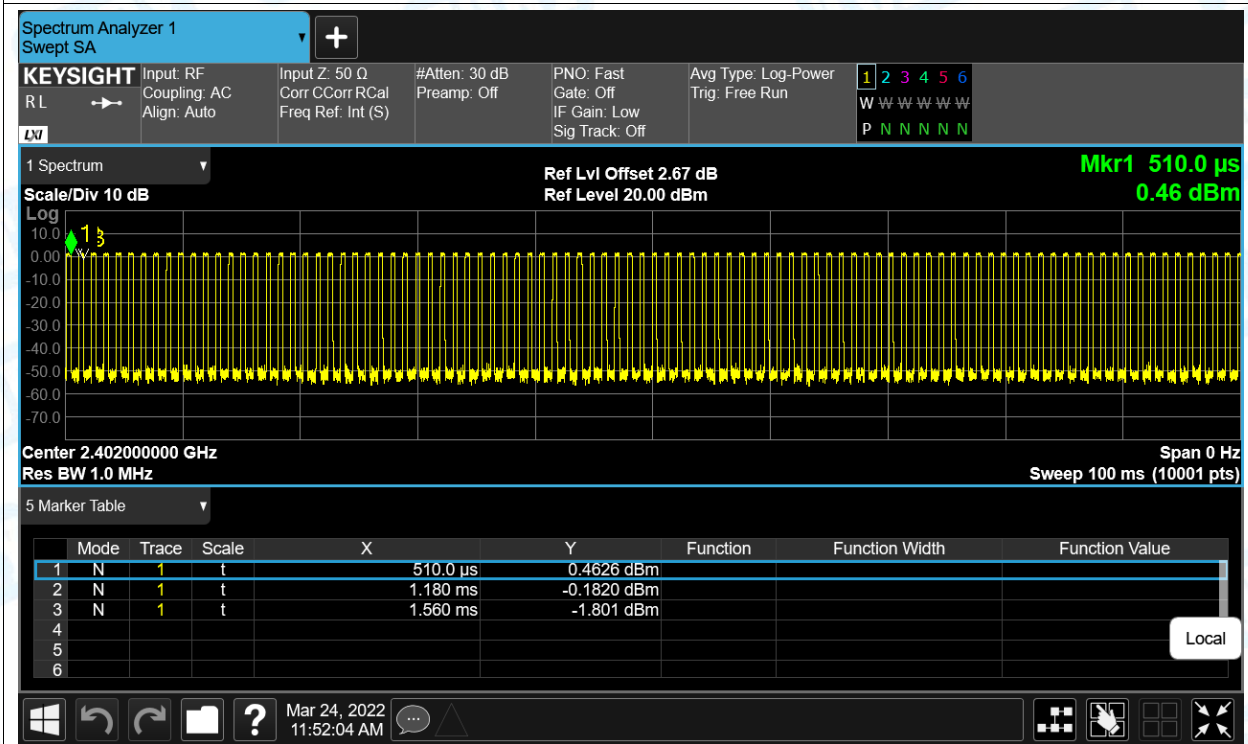 Spectrum Analyzer 1
Swept SA
KEYSIGHT Input: RF Input Z: 50 Ω #Atten: 30 dB PNO: Fast Avg Type: Log-Power 1 2 3 4 5 6
RL Coupling: AC Corr CCorr RCal Preamp: Off Gate: Off Trig: Free Run W W W W W W
Align: Auto Freq Ref: Int (S) IF Gain: Low
LXI Sig Track: Off P N N N N N
1 Spectrum Ref Lvl Offset 2.67 dB Mkr1 510.0 µs
Scale/Div 10 dB Ref Level 20.00 dBm 0.46 dBm
Log
10.0 1 3
0.00
-10.0
-20.0
-30.0
-40.0
-50.0
-60.0
-70.0
Center 2.402000000 GHz Span 0 Hz
Res BW 1.0 MHz Sweep 100 ms (10001 pts)
5 Marker Table
Mode Trace Scale X Y Function Function Width Function Value
1 N 1 t 510.0 µs 0.4626 dBm
2 N 1 t 1.180 ms -0.1820 dBm
3 N 1 t 1.560 ms -1.801 dBm
4
5
6
Local
? Mar 24, 2022
11:52:04 AM